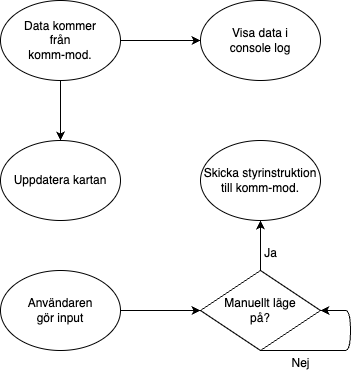 Data kommer
från
komm-mod.
Visa data i
console log
Uppdatera kartan
Skicka styrinstruktion
till komm-mod.
Ja
Användaren
gör input
Manuellt läge
på?
Nej